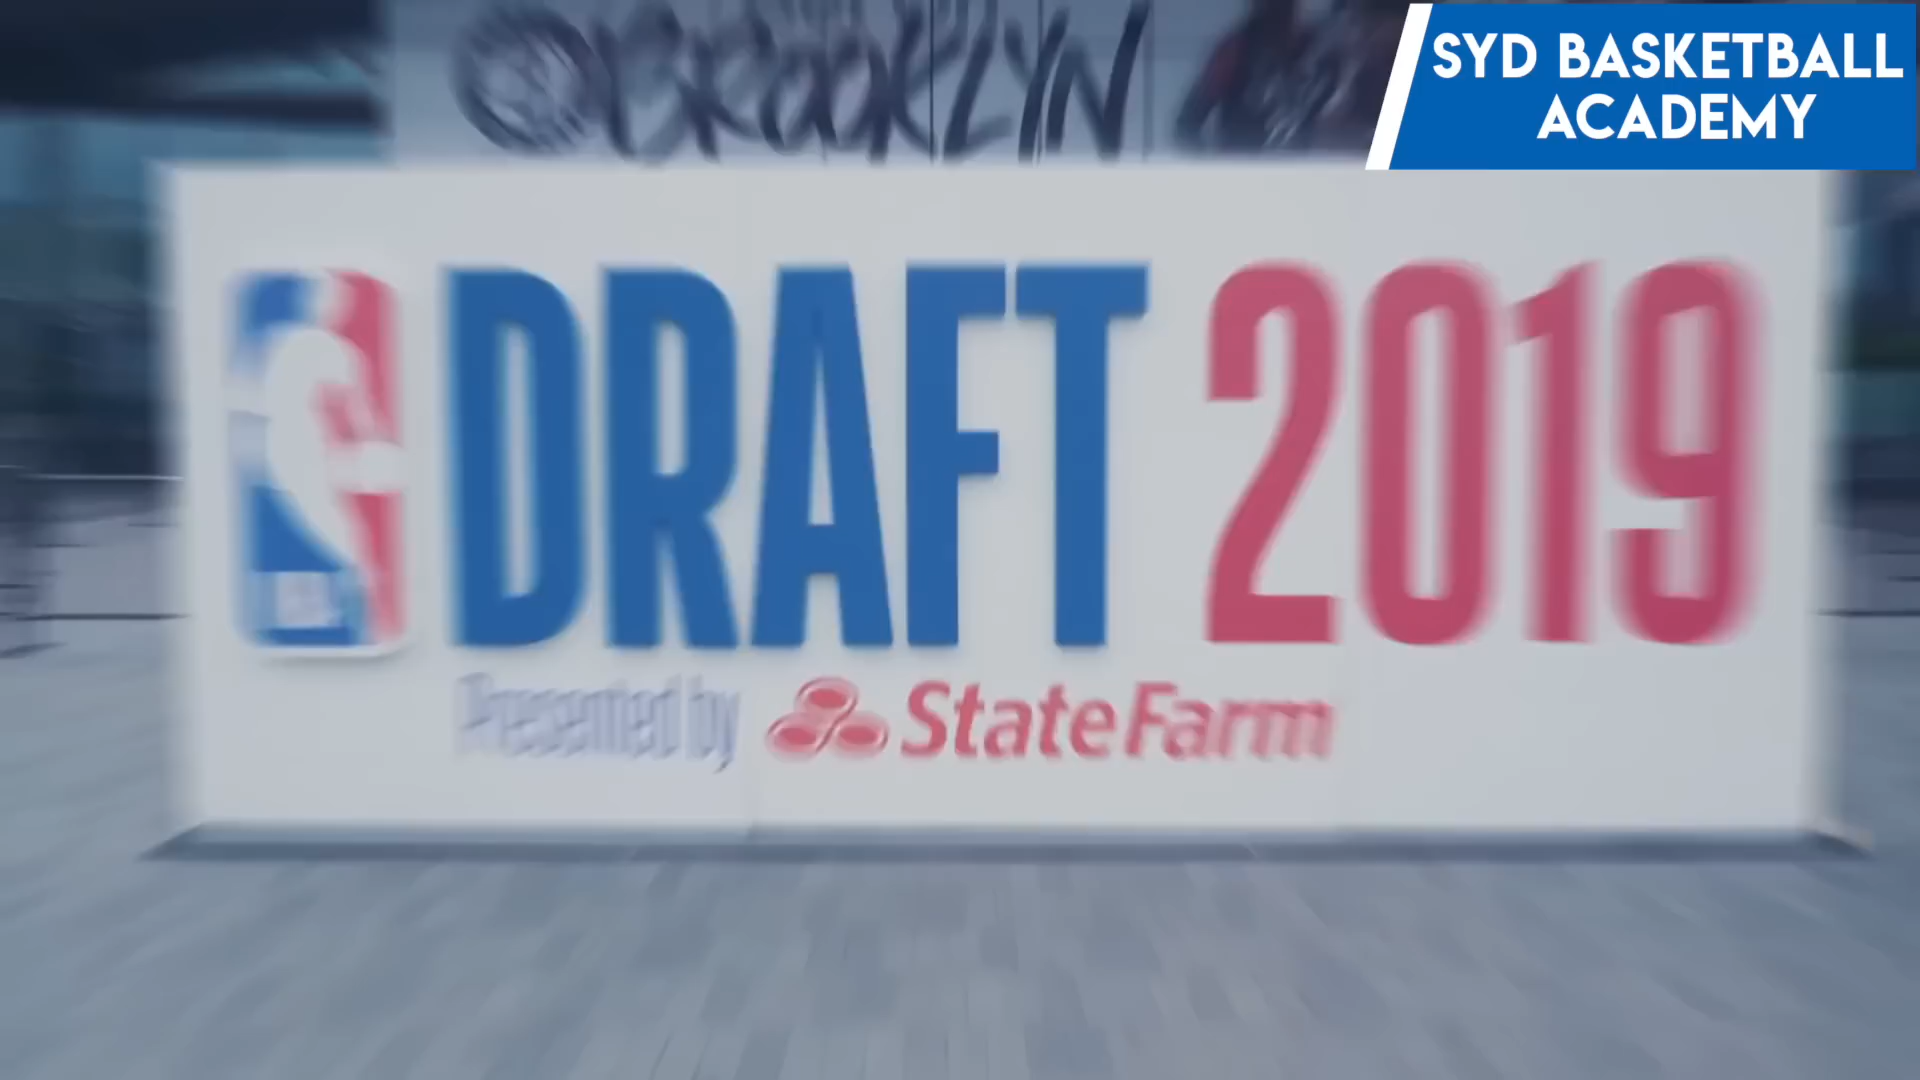 SYD BASKETBALL
ACADEMY
BROOKLYN
DRAFT 2019
Presented by StateFarm